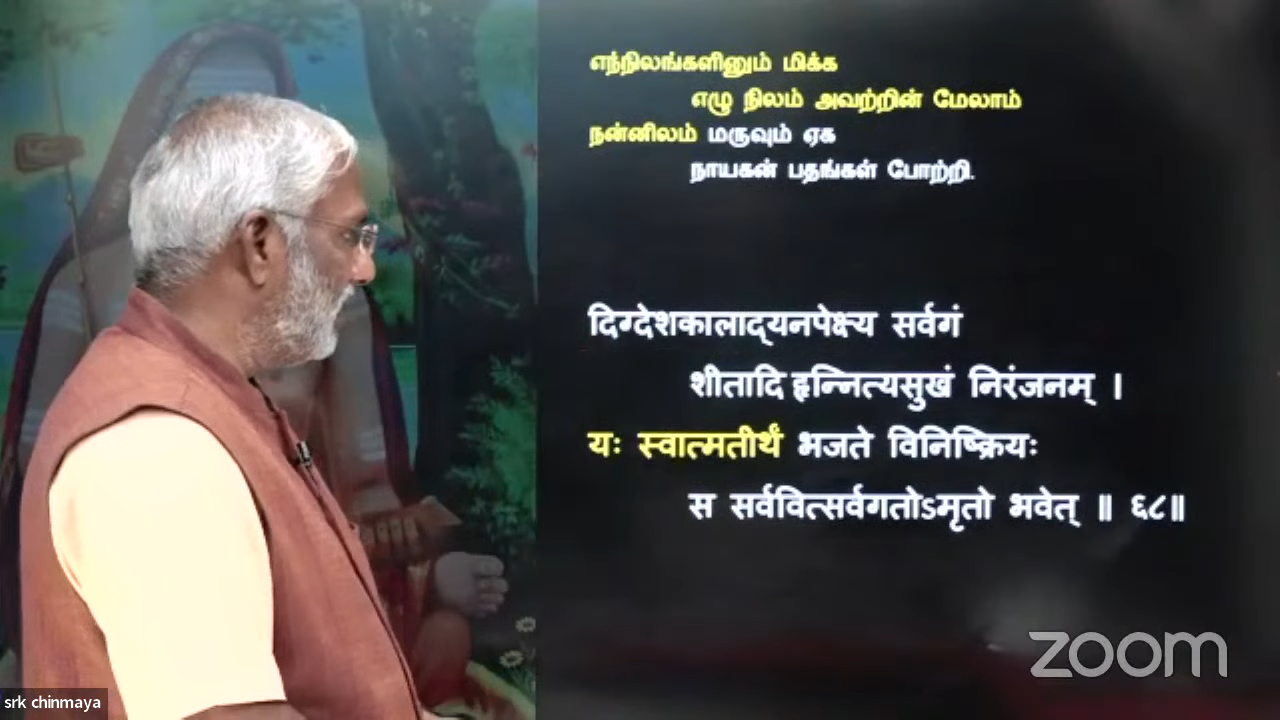 எந்நிலங்களினும் மிக்க
எழு நிலம் அவற்றின் மேலாம்
நன்னிலம் மருவும் ஏக
நாயகன் பதங்கள் போற்றி.
दिग्देशकालाद्यनपेक्ष्य सर्वगं
शीतादि हृन्नित्यसुखं निरंजनम् ।
यः स्वात्मतीर्थं भजते विनिष्क्रियः
स सर्ववित्सर्वगतोऽमृतो भवेत् ॥ ६८॥
zoom
srk chinmaya